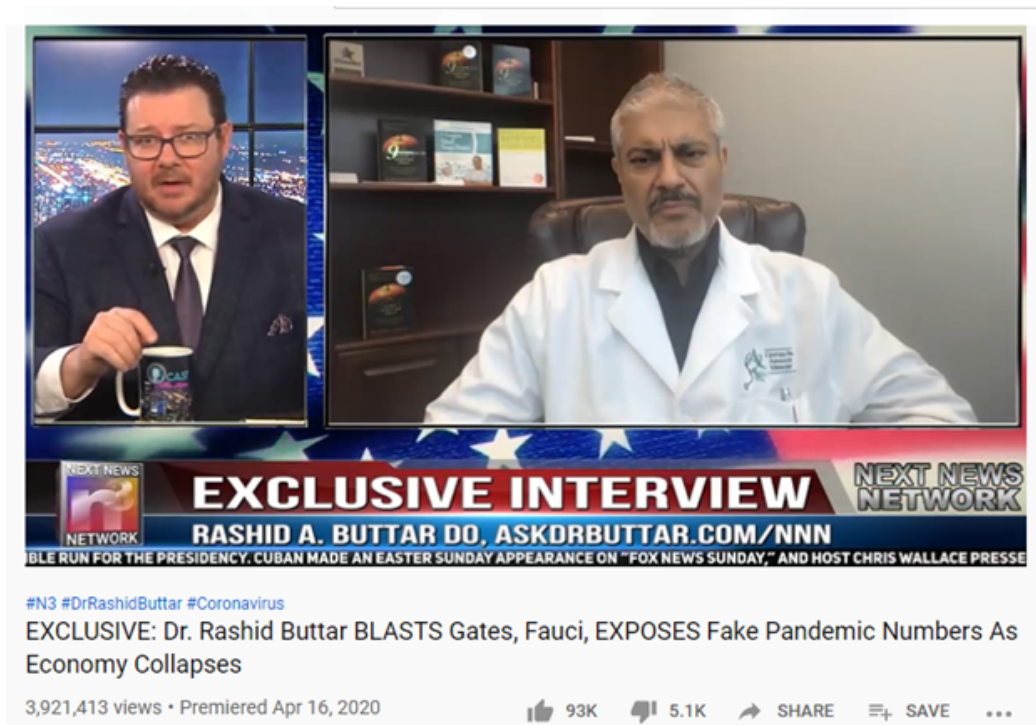 CAST
NEXT NEWS
NETWORK
EXCLUSIVE INTERVIEW
NEXT NEWS
NETWORK
RASHID A. BUTTAR DO, ASKDRBUTTAR.COM/NNN
IBLE RUN FOR THE PRESIDENCY. CUBAN MADE AN EASTER SUNDAY APPEARANCE ON "FOX NEWS SUNDAY," AND HOST CHRIS WALLACE PRESSE
#N3 #DrRashidButtar #Coronavirus
EXCLUSIVE: Dr. Rashid Buttar BLASTS Gates, Fauci, EXPOSES Fake Pandemic Numbers As
Economy Collapses
3,921,413 views • Premiered Apr 16, 2020 93K 5.1K SHARE SAVE